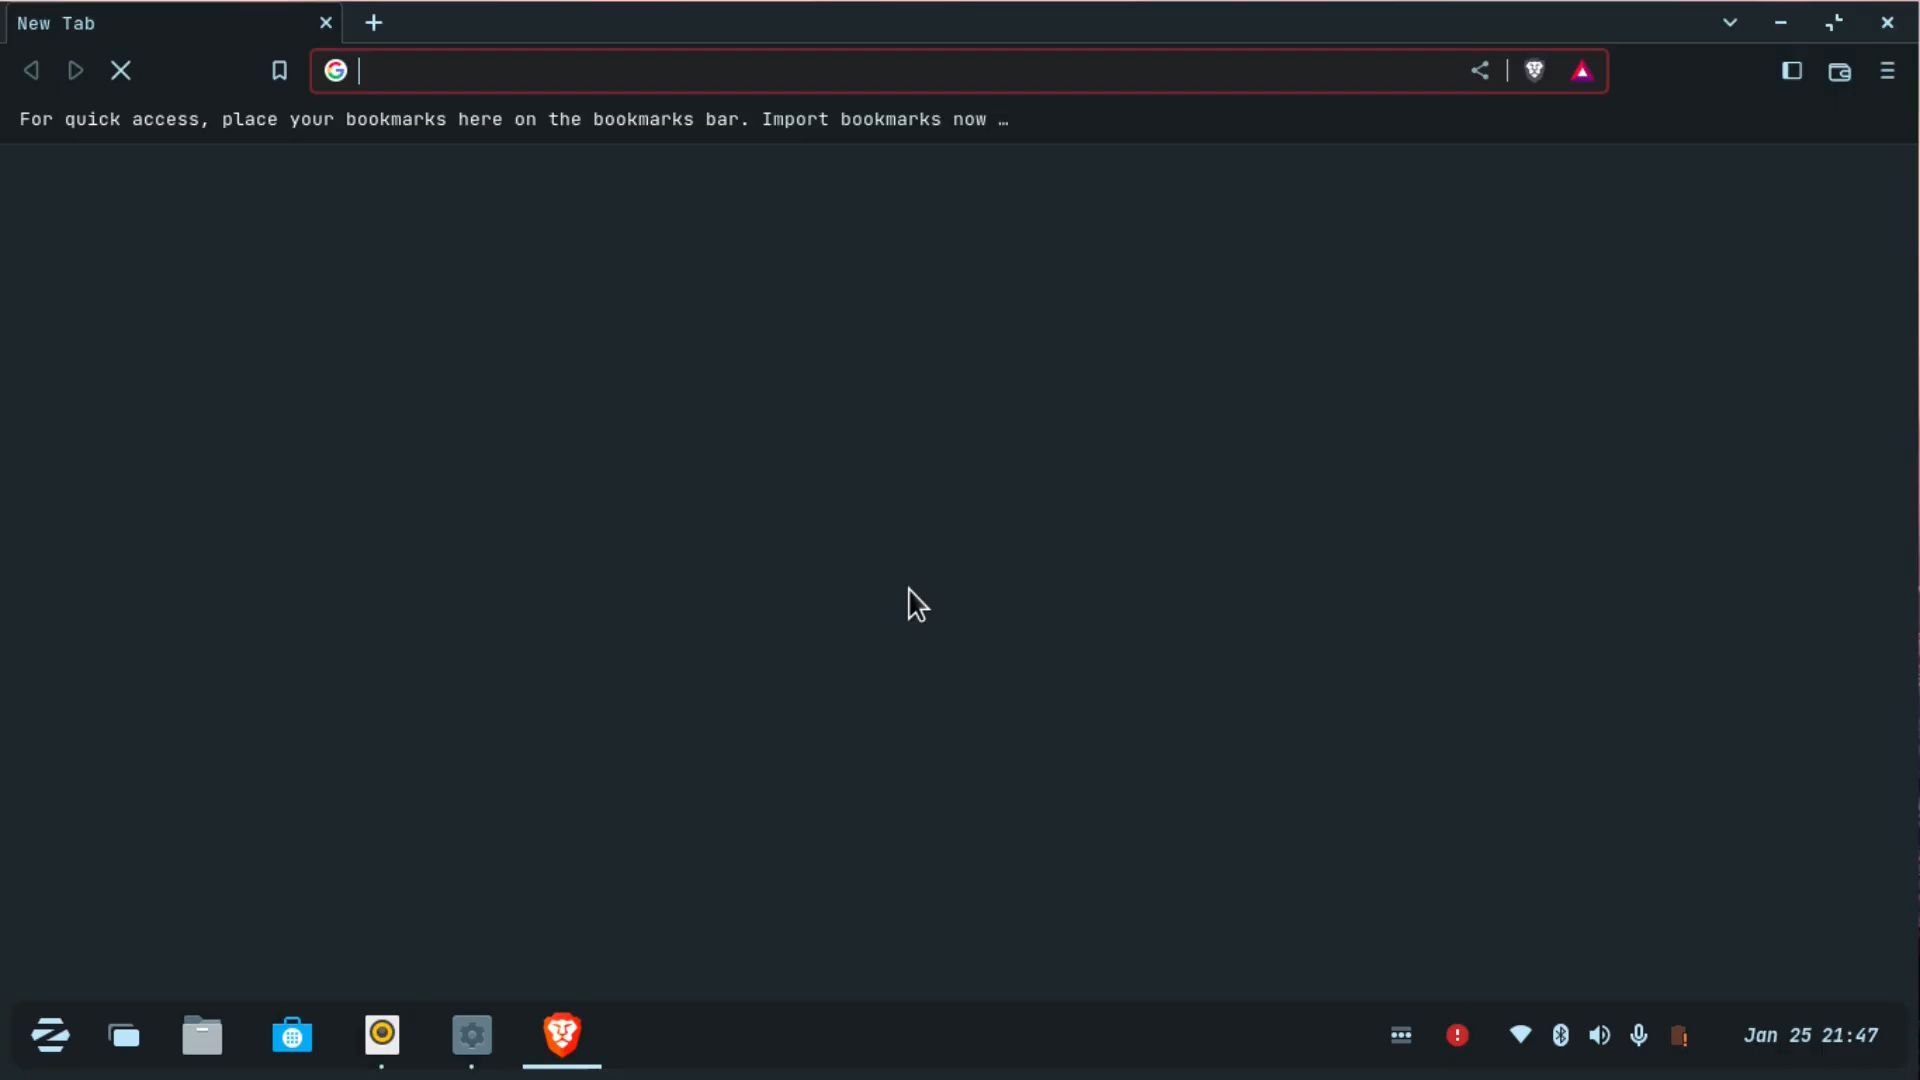 New Tab
For quick access, place your bookmarks here on the bookmarks bar. Import bookmarks now …
Jan 25 21:47